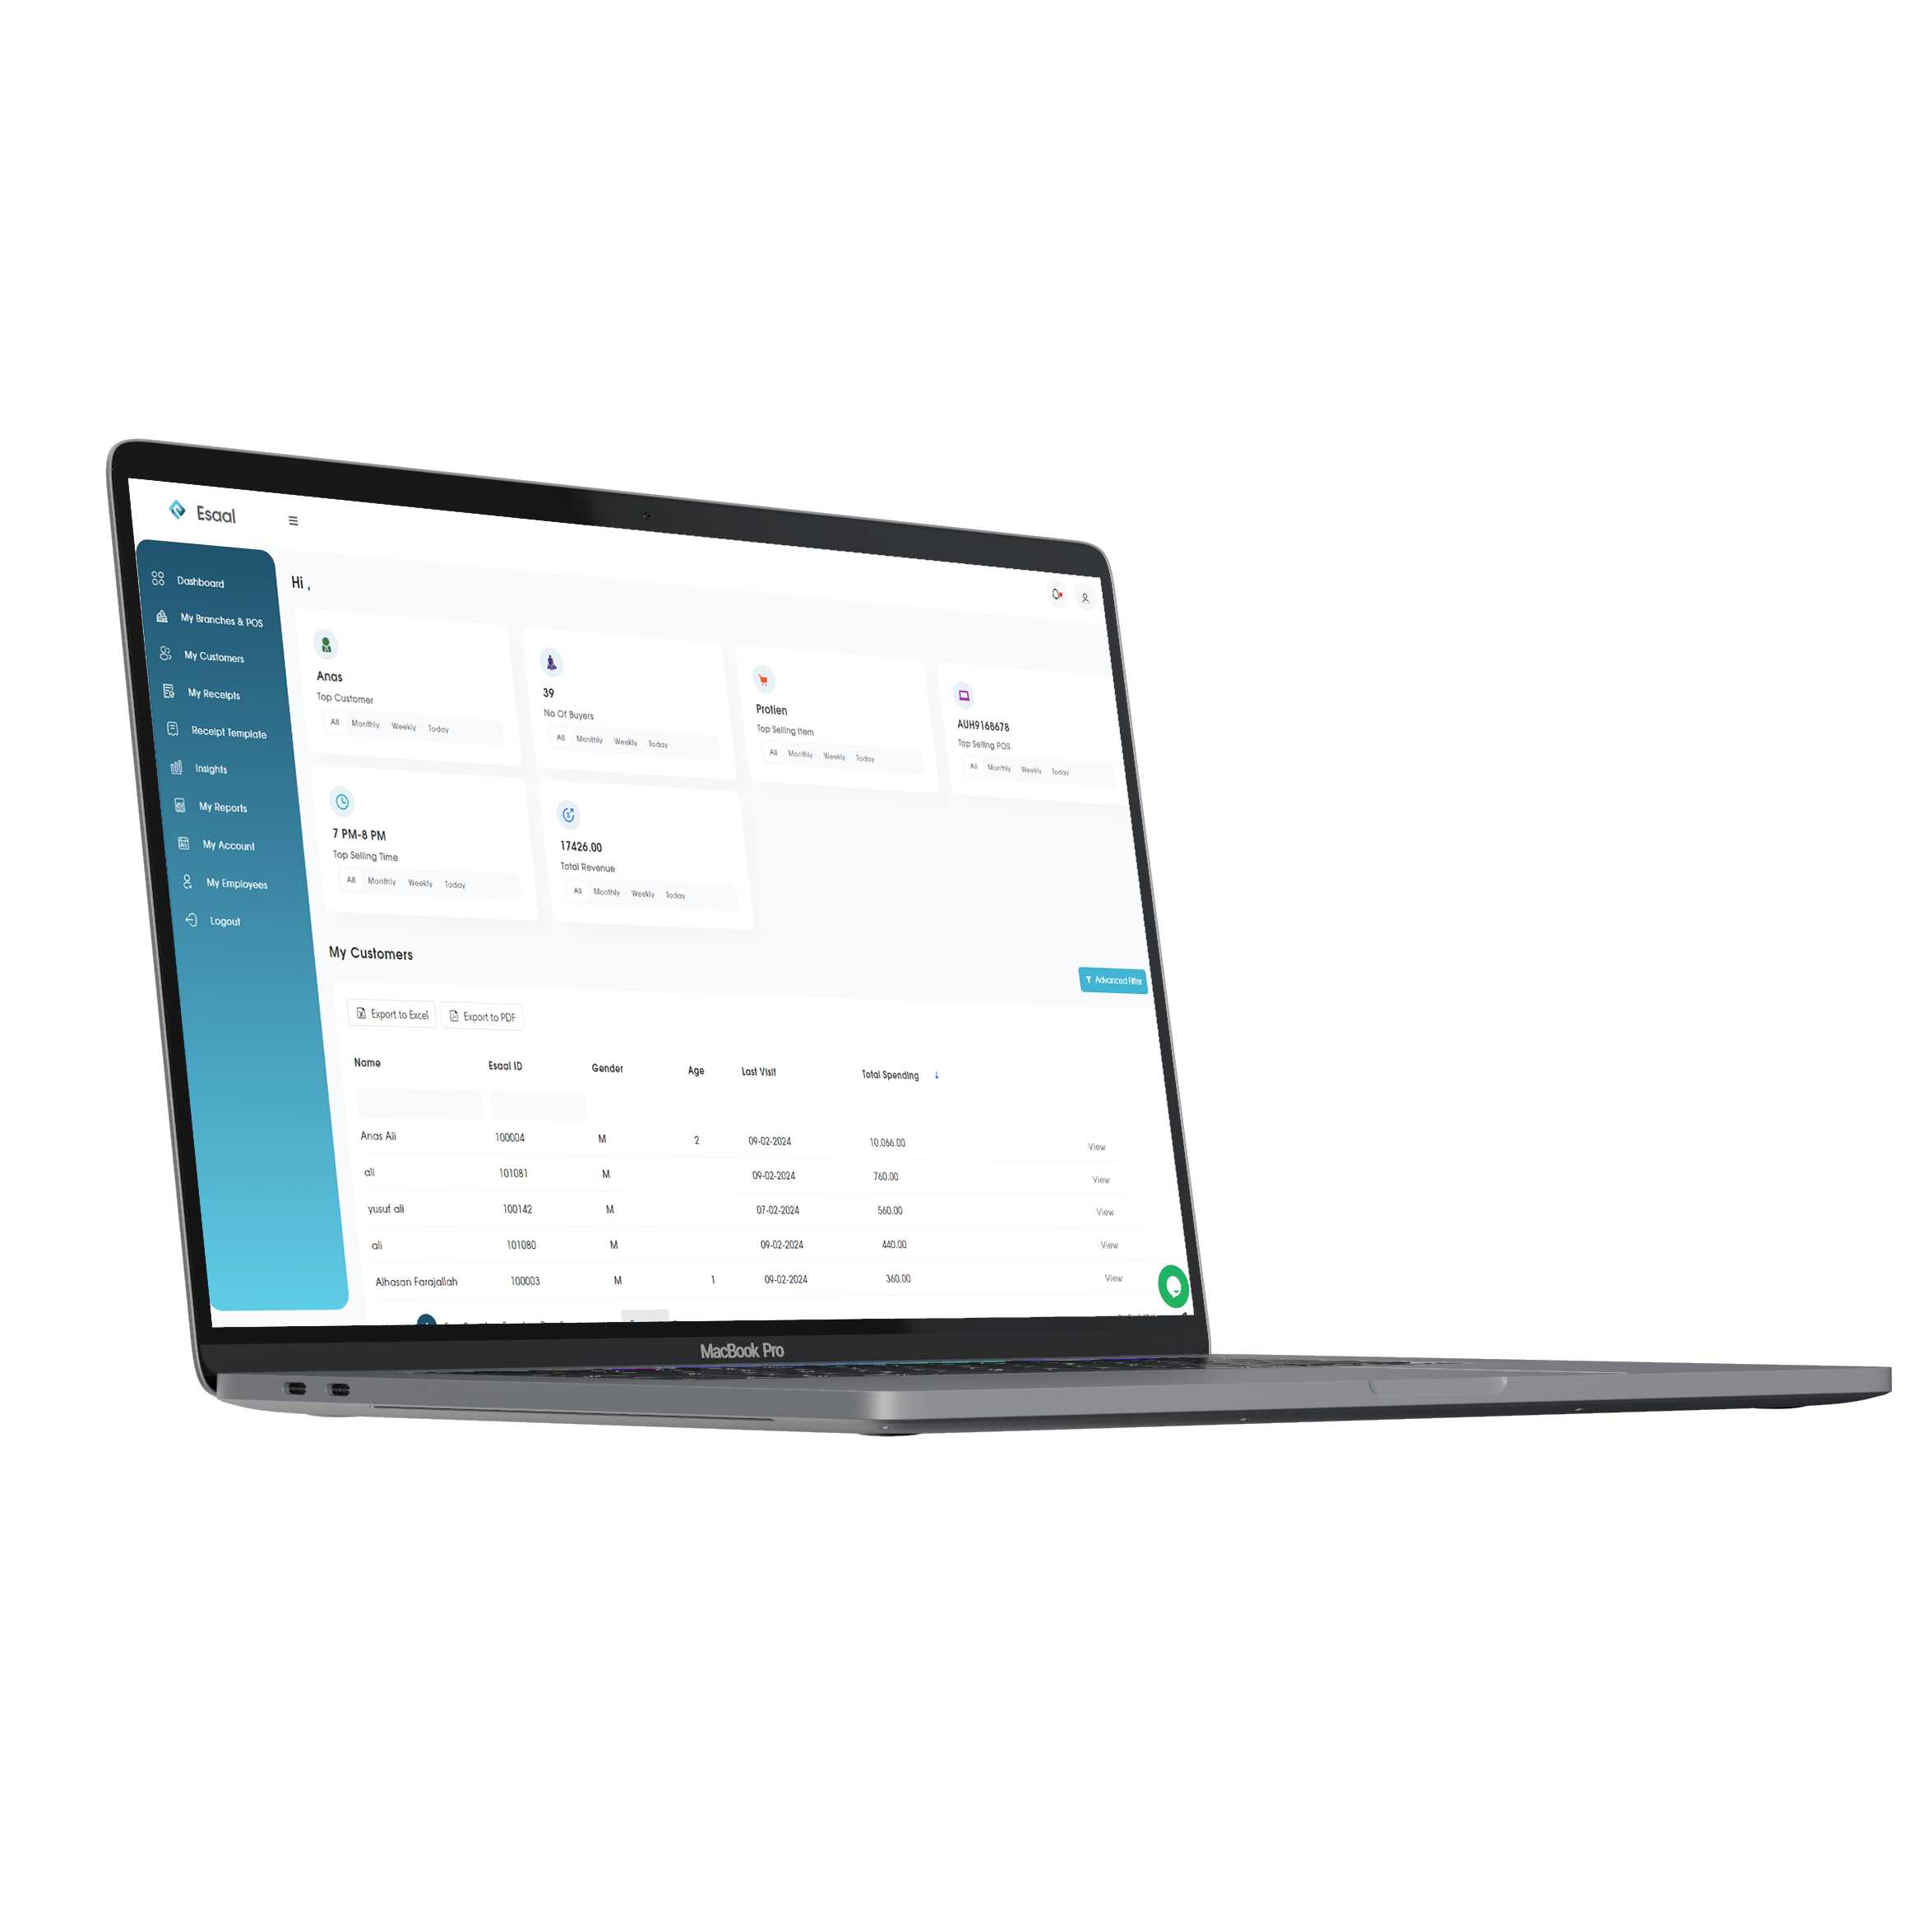 Esaal
Dashboard
My Branches & POS
My Customers
My Receipts
Receipt Template
Insights
My Reports
My Account
My Employees
Logout
Hi ,
Anas
Top Customer
All Monthly Weekly Today
39
No Of Buyers
All Monthly Weekly Today
Protien
Top Selling Item
All Monthly Weekly Today
AUH9168678
Top Selling POS
All Monthly Weekly Today
7 PM-8 PM
Top Selling Time
All Monthly Weekly Today
17426.00
Total Revenue
All Monthly Weekly Today
My Customers
Advanced Filter
Export to Excel Export to PDF
Name Esaal ID Gender Age Last Visit Total Spending
Anas Ali 100004 M 2 09-02-2024 10,066.00 View
ali 101081 M 09-02-2024 760.00 View
yusuf ali 100142 M 07-02-2024 560.00 View
ali 101080 M 09-02-2024 440.00 View
Alhasan Farajallah 100003 M 1 09-02-2024 360.00 View
MacBook Pro